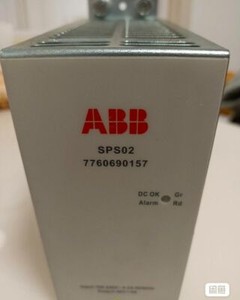 ABB
SPS02
7760690157
DC OK Gr
Alarm Rd